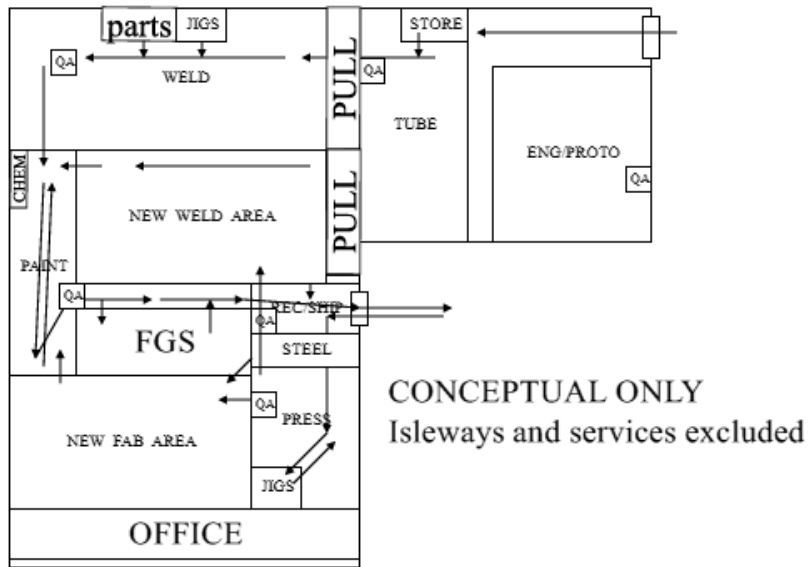 parts
JIGS
STORE
QA
WELD
PULL
QA
TUBE
ENG/PROTO
QA
CHEM
NEW WELD AREA
PULL
PAINT
QA
REC/SHIP
QA
FGS
STEEL
CONCEPTUAL ONLY
Isleways and services excluded
QA
PRESS
NEW FAB AREA
JIGS
OFFICE